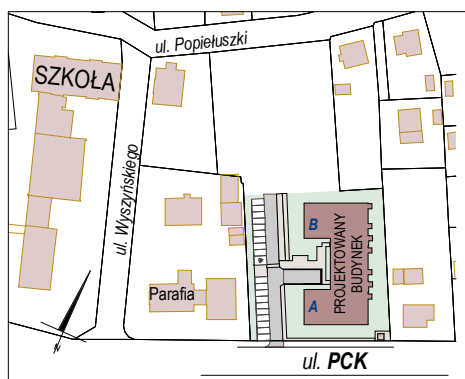 ul. Popiełuszki
SZKOŁA
ul. Wyszyńskiego
B
PROJEKTOWANY
BUDYNEK
Parafia
A
N
ul. PCK